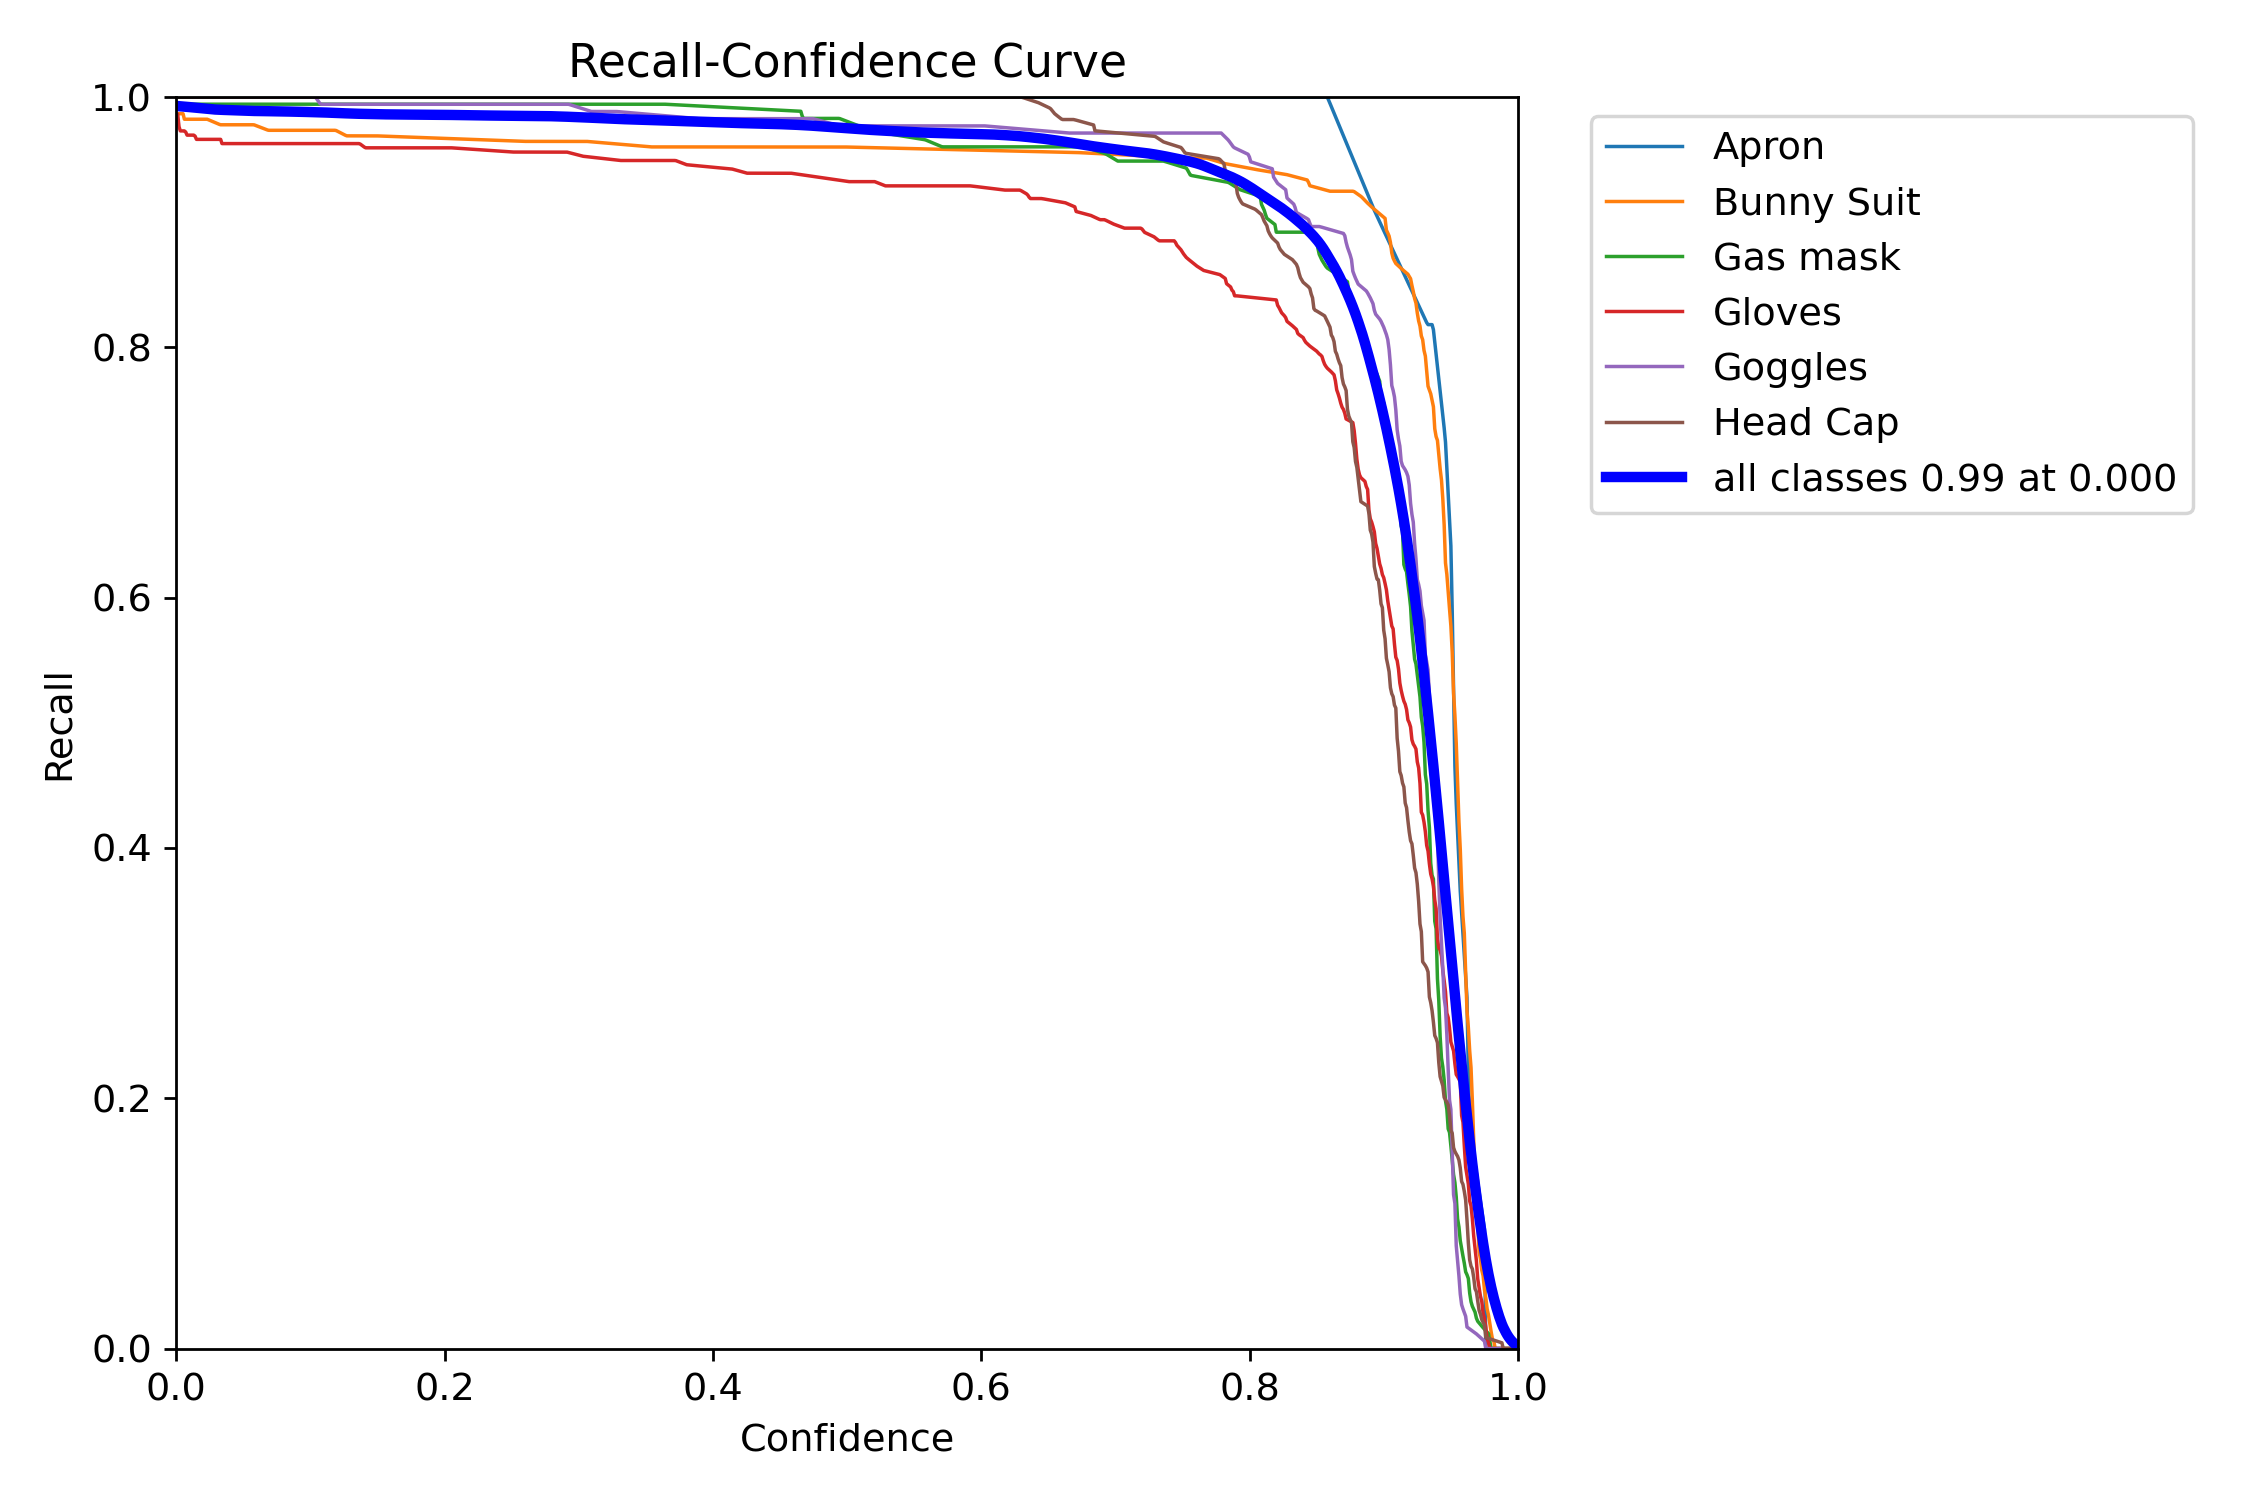 Recall-Confidence Curve
1.0
0.8
0.6
0.4
0.2
0.0
Recall
0.0 0.2 0.4 0.6 0.8 1.0
Confidence
Apron
Bunny Suit
Gas mask
Gloves
Goggles
Head Cap
all classes 0.99 at 0.000